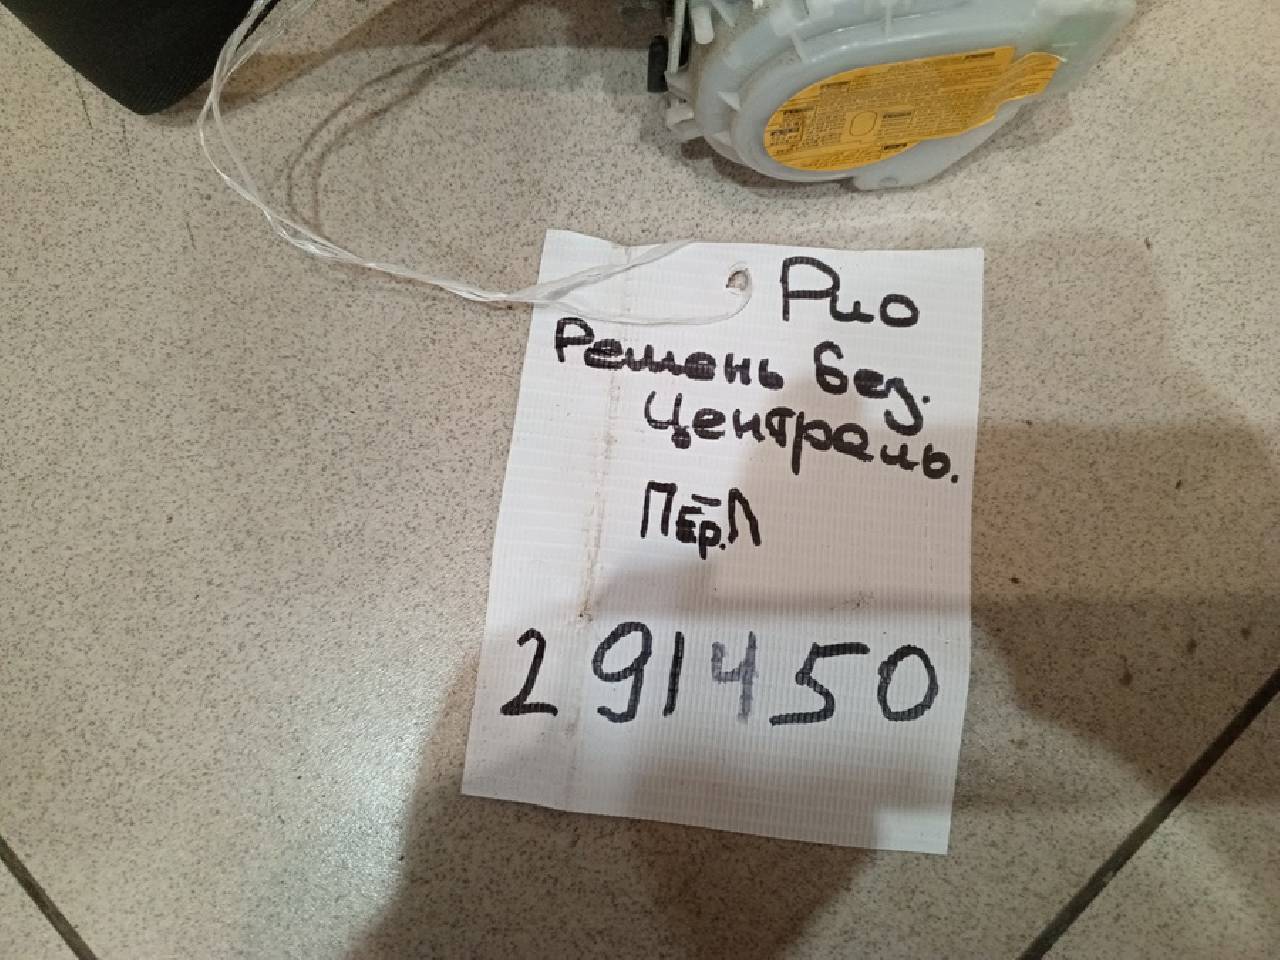 Рио
Ремень без.
централь.
Пер.Л
291450